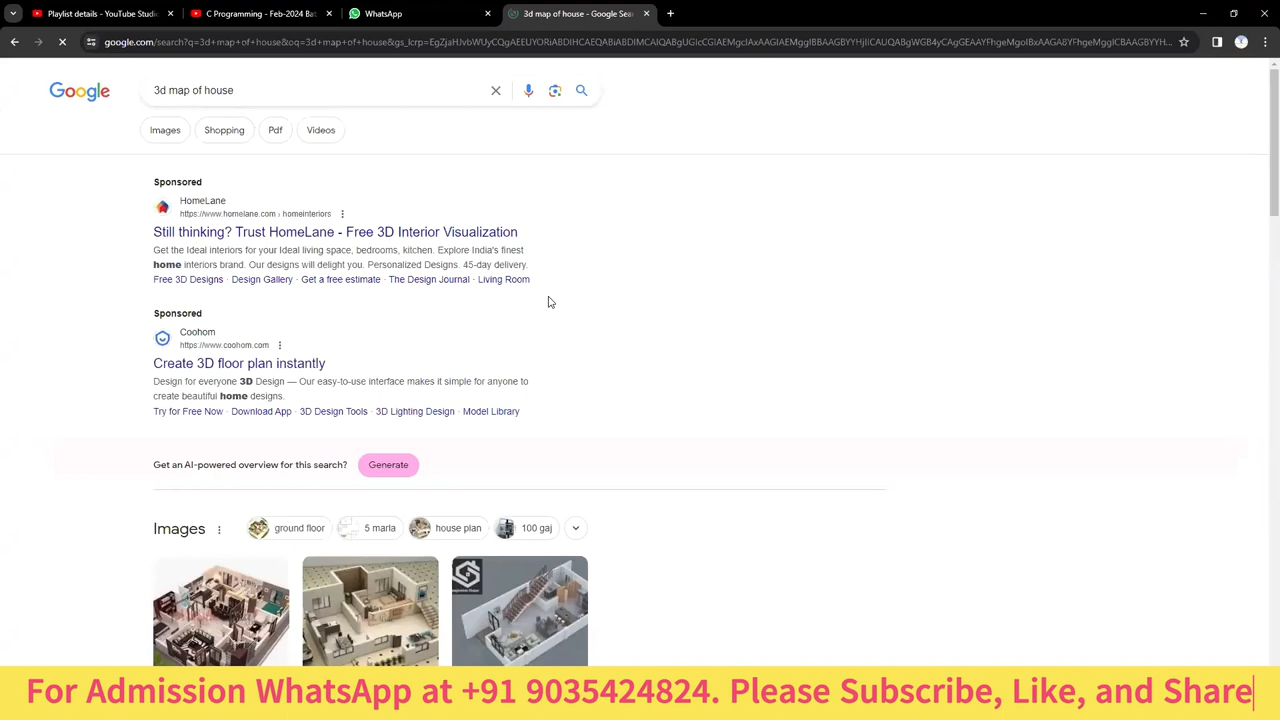 Playlist details - YouTube Studio
C Programming - Feb-2024 Bat
WhatsApp
3d map of house - Google Sea
google.com/search?q=3d+map+of+house&oq=3d+map+of+house&gs_lcrp=
Google
3d map of house
Images
Shopping
Pdf
Videos
Sponsored
HomeLane
https://www.homelane.com › homeinteriors
Still thinking? Trust HomeLane - Free 3D Interior Visualization
Get the Ideal interiors for your Ideal living space, bedrooms, kitchen. Explore India's finest
home interiors brand. Our designs will delight you. Personalized Designs. 45-day delivery.
Free 3D Designs · Design Gallery · Get a free estimate · The Design Journal · Living Room
Sponsored
Coohom
https://www.coohom.com
Create 3D floor plan instantly
Design for everyone 3D Design — Our easy-to-use interface makes it simple for anyone to
create beautiful home designs.
Try for Free Now · Download App · 3D Design Tools · 3D Lighting Design · Model Library
Get an AI-powered overview for this search?
Generate
Images
ground floor
5 marla
house plan
100 gaj
For Admission WhatsApp at +91 9035424824. Please Subscribe, Like, and Share